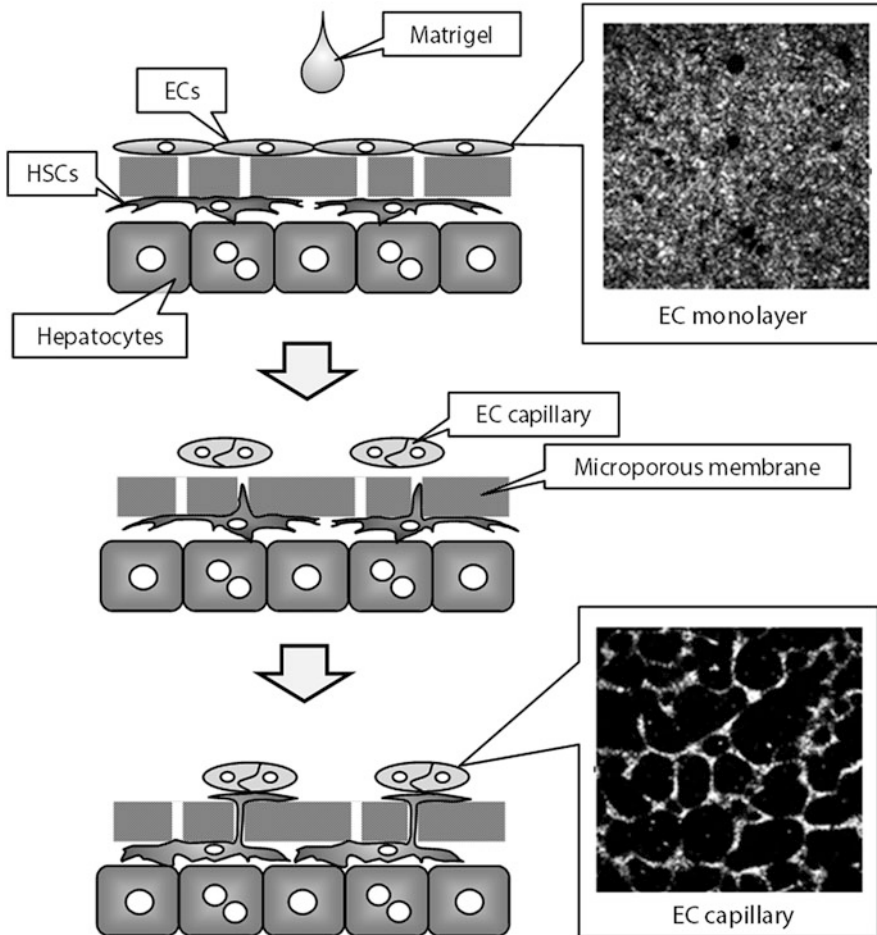 Matrigel
ECs
HSCs
Hepatocytes
EC monolayer
EC capillary
Microporous membrane
EC capillary